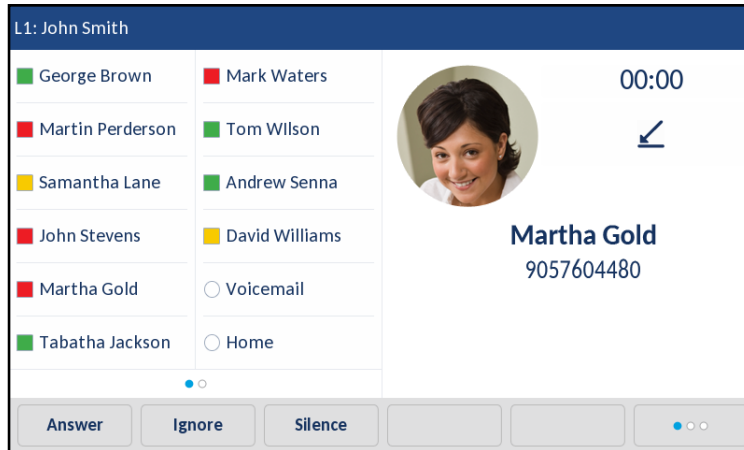 L1: John Smith
George Brown
Mark Waters
Martin Perderson
Tom WIlson
Samantha Lane
Andrew Senna
John Stevens
David Williams
Martha Gold
Voicemail
Tabatha Jackson
Home
00:00
Martha Gold
9057604480
Answer
Ignore
Silence